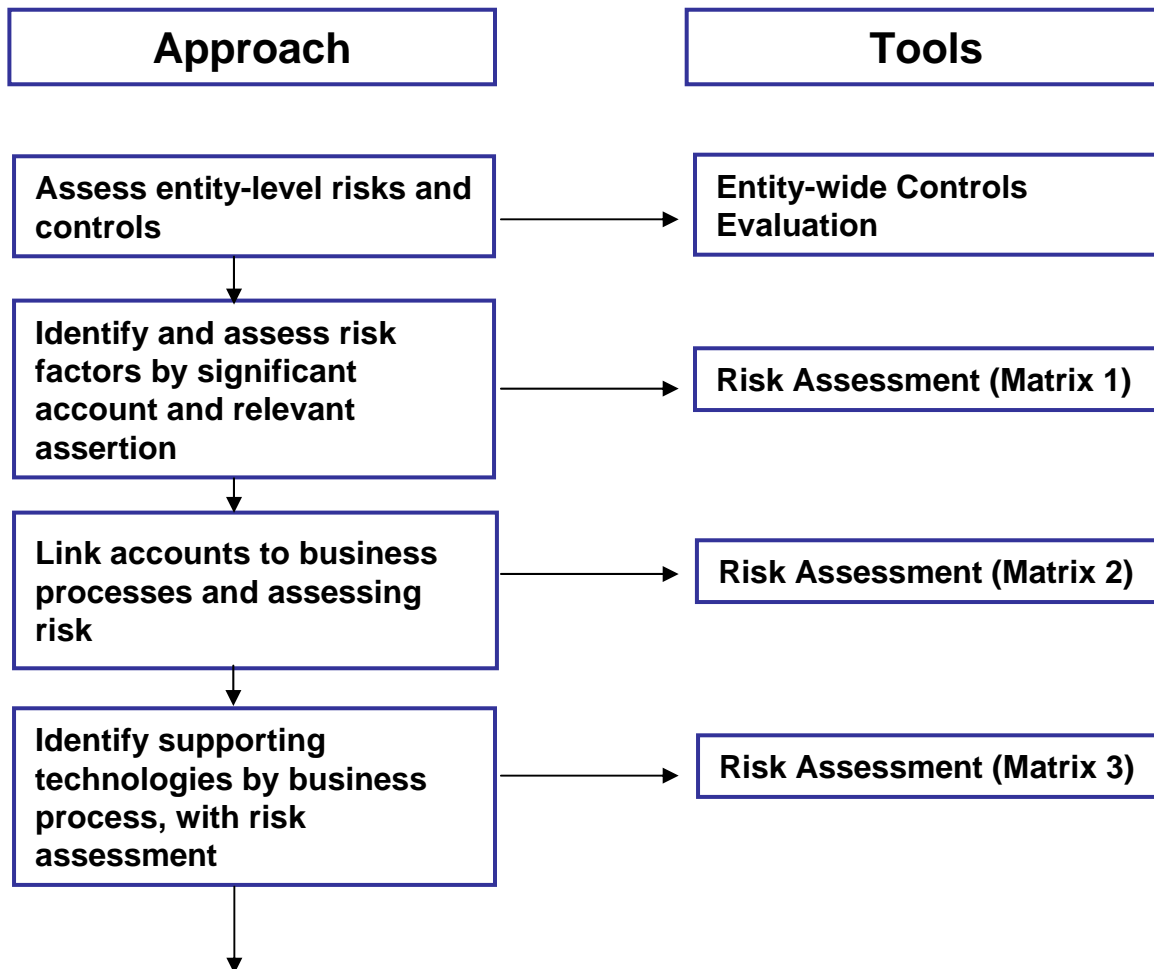 Approach
Tools
Assess entity-level risks and
controls
Entity-wide Controls
Evaluation
Identify and assess risk
factors by significant
account and relevant
assertion
Risk Assessment (Matrix 1)
Link accounts to business
processes and assessing
risk
Risk Assessment (Matrix 2)
Identify supporting
technologies by business
process, with risk
assessment
Risk Assessment (Matrix 3)